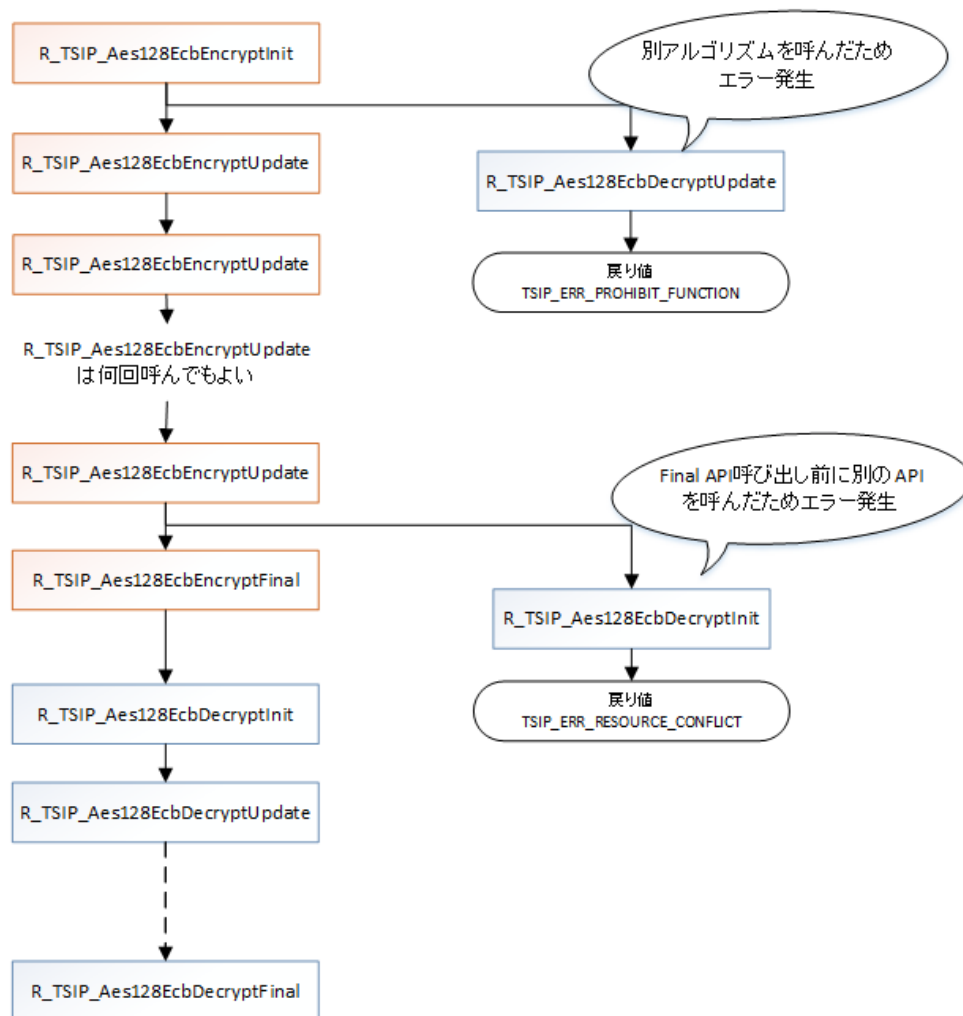 R_TSIP_Aes128EcbEncryptInit
別アルゴリズムを呼んだため
エラー発生
R_TSIP_Aes128EcbEncryptUpdate
R_TSIP_Aes128EcbDecryptUpdate
R_TSIP_Aes128EcbEncryptUpdate
戻り値
TSIP_ERR_PROHIBIT_FUNCTION
R_TSIP_Aes128EcbEncryptUpdate
は何回呼んでもよい
R_TSIP_Aes128EcbEncryptUpdate
Final API呼び出し前に別のAPI
を呼んだためエラー発生
R_TSIP_Aes128EcbEncryptFinal
R_TSIP_Aes128EcbDecryptInit
戻り値
TSIP_ERR_RESOURCE_CONFLICT
R_TSIP_Aes128EcbDecryptInit
R_TSIP_Aes128EcbDecryptUpdate
R_TSIP_Aes128EcbDecryptFinal